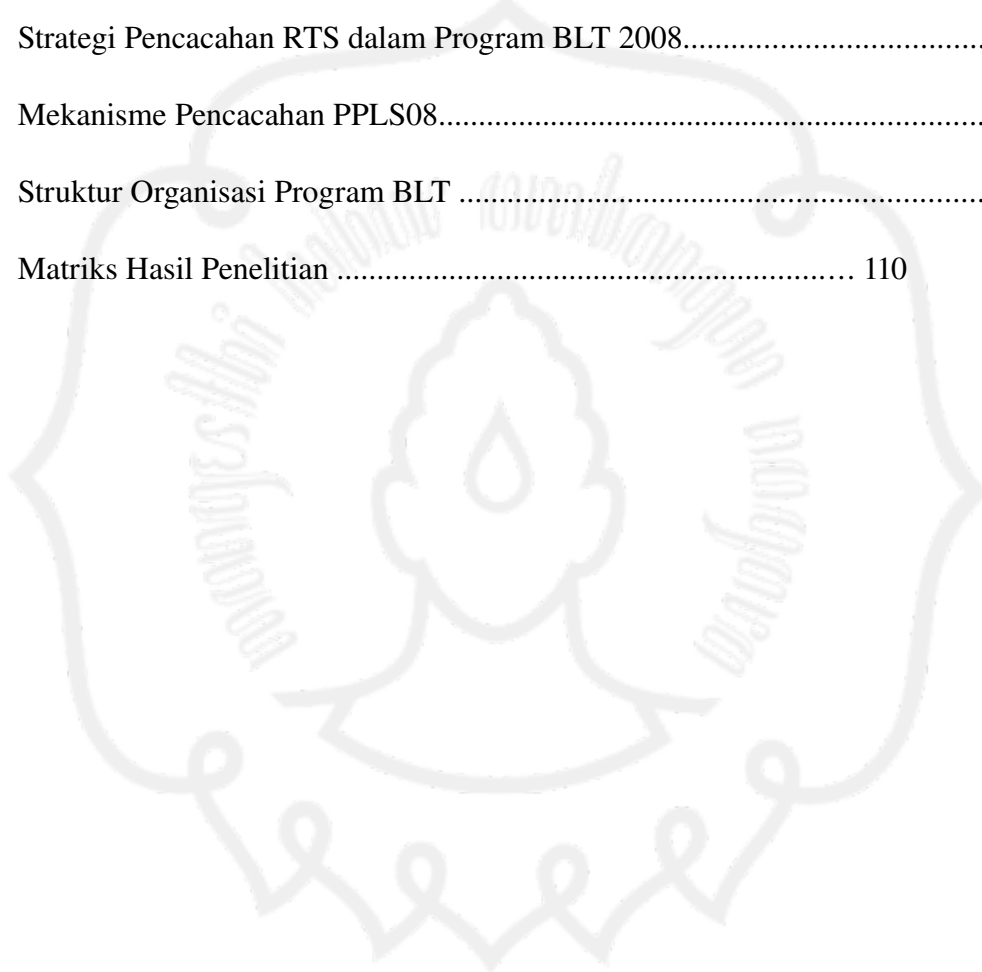 Strategi Pencacahan RTS dalam Program BLT 2008..................................
Mekanisme Pencacahan PPLS08............................................................
Struktur Organisasi Program BLT .........................................................
Matriks Hasil Penelitian ........................................................… 110